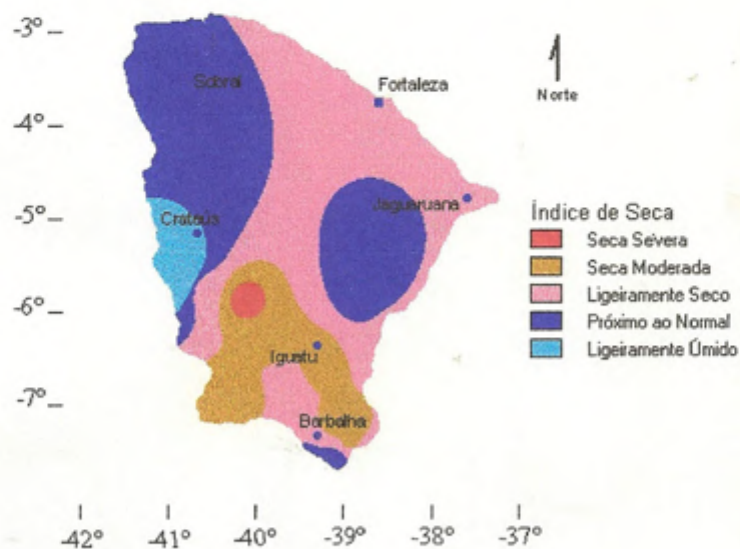 -3°
-4°
-5°
-6°
-7°
Sobral
Fortaleza
Norte
Jaguaruana
Crateús
Iguatu
Barbalha
Índice de Seca
Seca Severa
Seca Moderada
Ligeiramente Seco
Próximo ao Normal
Ligeiramente Úmido
-42°
-41°
-40°
-39°
-38°
-37°